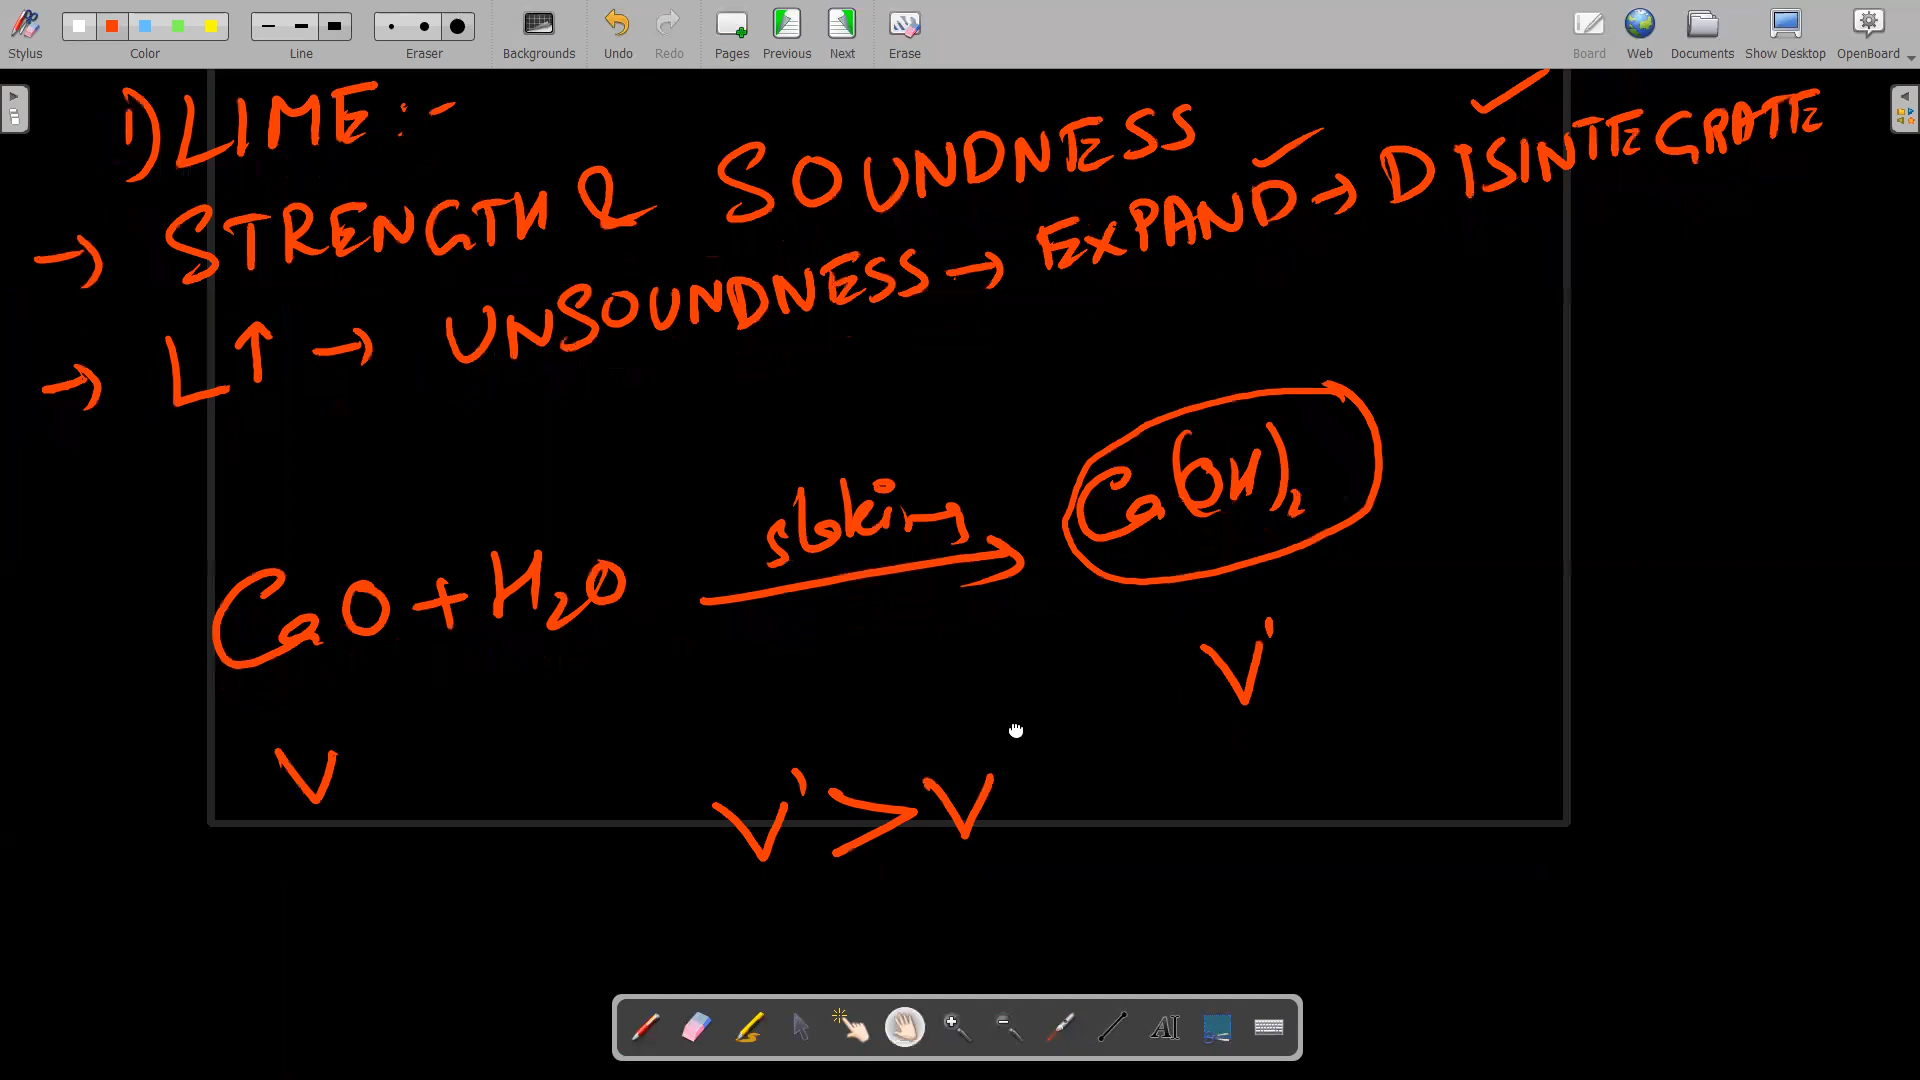 Stylus Color Line Eraser Backgrounds Undo Redo Pages Previous Next Erase Board Web Documents Show Desktop OpenBoard
1) LIME:-
→ STRENGTH & SOUNDNESS
→ L↑ → UNSOUNDNESS → EXPAND → DISINTEGRATE
CaO + H₂O slaking → Ca(OH)₂
V V'
V' > V
AI